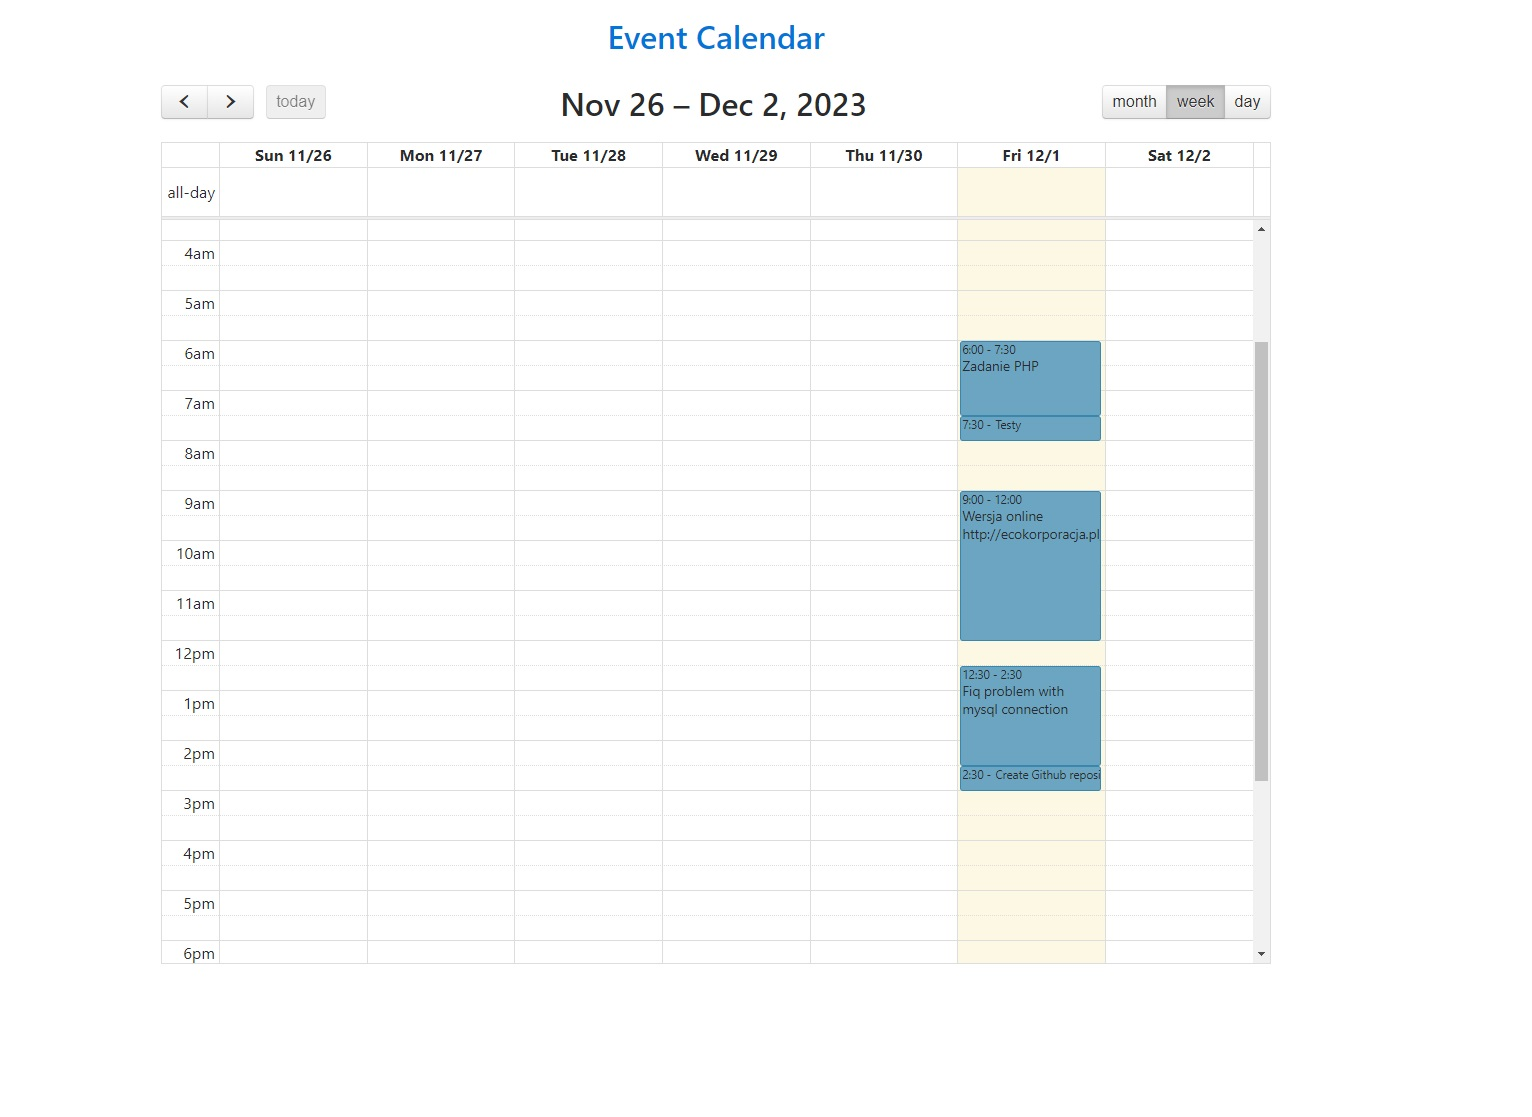 Event Calendar
today
Nov 26 – Dec 2, 2023
month week day
Sun 11/26 Mon 11/27 Tue 11/28 Wed 11/29 Thu 11/30 Fri 12/1 Sat 12/2
all-day
4am
5am
6am
6:00 - 7:30
Zadanie PHP
7am
7:30 - Testy
8am
9am
9:00 - 12:00
Wersja online
http://ecokorporacja.pl
10am
11am
12pm
12:30 - 2:30
Fiq problem with
mysql connection
1pm
2pm
2:30 - Create Github reposi
3pm
4pm
5pm
6pm